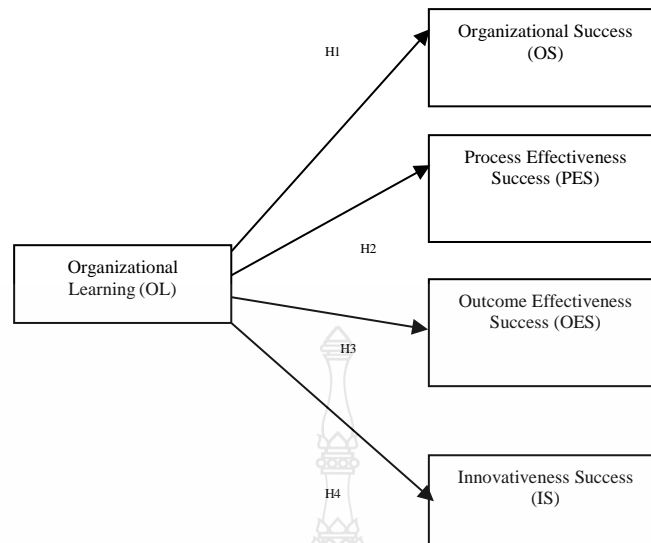 H1
Organizational Success
(OS)
Process Effectiveness
Success (PES)
H2
Organizational
Learning (OL)
Outcome Effectiveness
Success (OES)
H3
Innovativeness Success
(IS)
H4